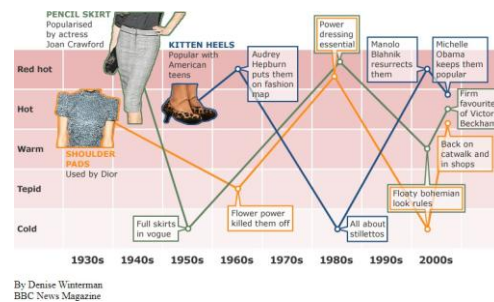 PENCIL SKIRT
Popularised
by actress
Joan Crawford
KITTEN HEELS
Popular with
American
teens
Audrey
Hepburn
puts them
on fashion
map
Power
dressing
essential
Manolo
Blahnik
resurrects
them
Michelle
Obama
keeps them
popular
Red hot
Hot
Warm
Tepid
Cold
Firm
favourite
of Victor
Beckham
SHOULDER
PADS
Used by Dior
Back on
catwalk and
in shops
Full skirts
in vogue
Flower power
killed them off
All about
stillettos
Floaty bohemian
look rules
1930s 1940s 1950s 1960s 1970s 1980s 1990s 2000s
By Denise Winterman
BBC News Magazine